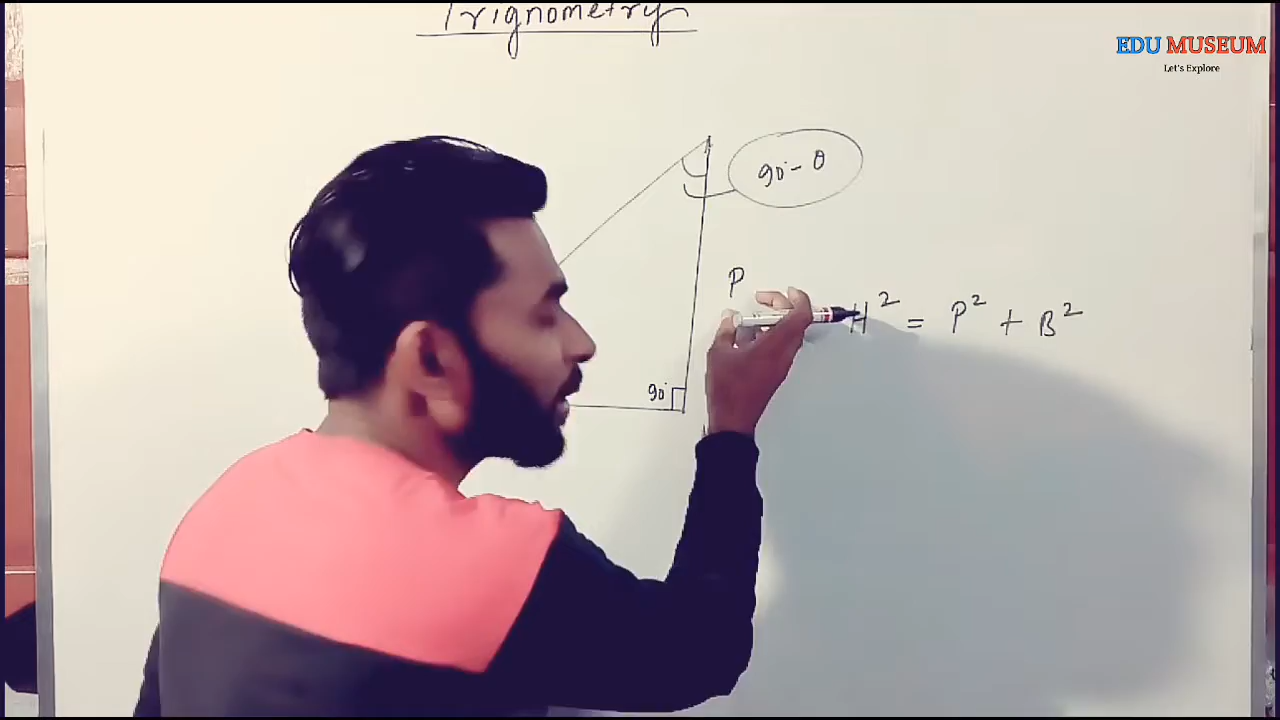 Trignometry
EDU MUSEUM
Let's Explore
90° - θ
P
H² = P² + B²
90°